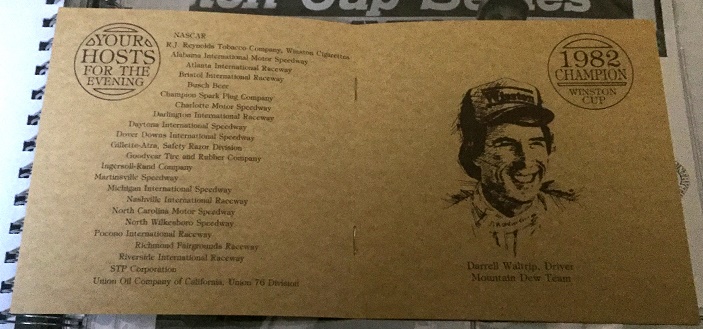 on Cup Series
YOUR
HOSTS
FOR THE
EVENING
NASCAR
R.J. Reynolds Tobacco Company, Winston Cigarettes
Alabama International Motor Speedway
Atlanta International Raceway
Bristol International Raceway
Busch Beer
Champion Spark Plug Company
Charlotte Motor Speedway
Darlington International Raceway
Daytona International Speedway
Dover Downs International Speedway
Gillette-Atra, Safety Razor Division
Goodyear Tire and Rubber Company
Ingersoll-Rand Company
Martinsville Speedway
Michigan International Speedway
Nashville International Raceway
North Carolina Motor Speedway
North Wilkesboro Speedway
Pocono International Raceway
Richmond Fairgrounds Raceway
Riverside International Raceway
STP Corporation
Union Oil Company of California, Union 76 Division
1982
CHAMPION
WINSTON
CUP
Winston
Darrell Waltrip, Driver
Mountain Dew Team